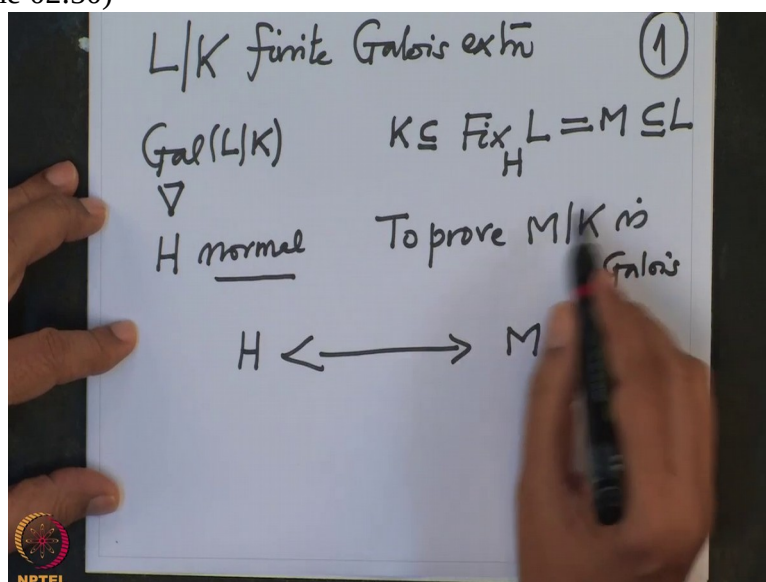 L|K finite Galois extn̄ ①
Gal(L|K) K ⊆ Fix_H L = M ⊆ L
▽
H normal To prove M|K is
Galois
H ⟷ M
NPTEL